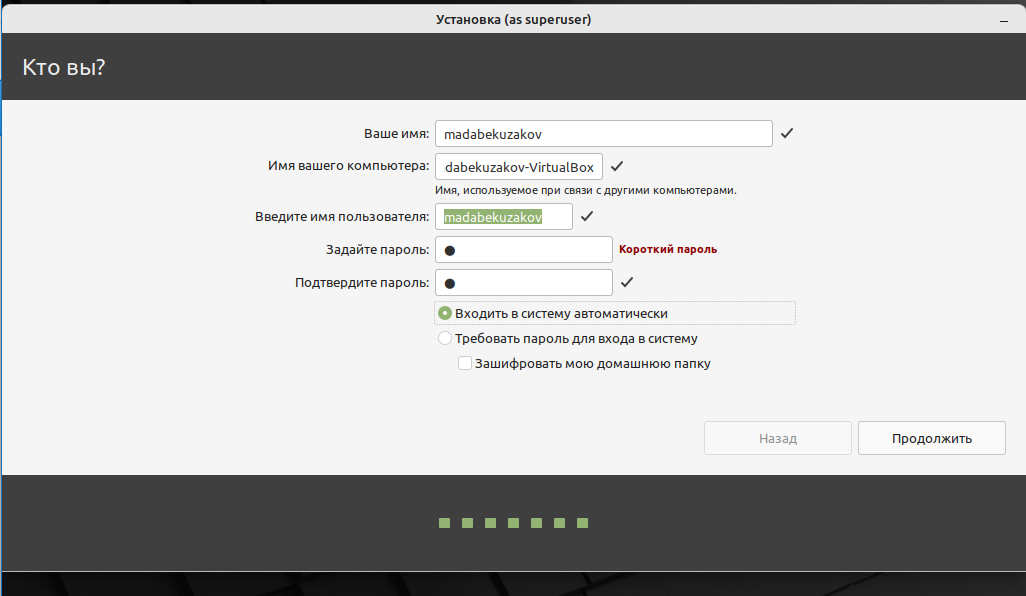 Установка (as superuser)
Кто вы?
Ваше имя: madabekuzakov
Имя вашего компьютера: dabekuzakov-VirtualBox
Имя, используемое при связи с другими компьютерами.
Введите имя пользователя: madabekuzakov
Задайте пароль: ● Короткий пароль
Подтвердите пароль: ●
Входить в систему автоматически
Требовать пароль для входа в систему
Зашифровать мою домашнюю папку
Назад Продолжить